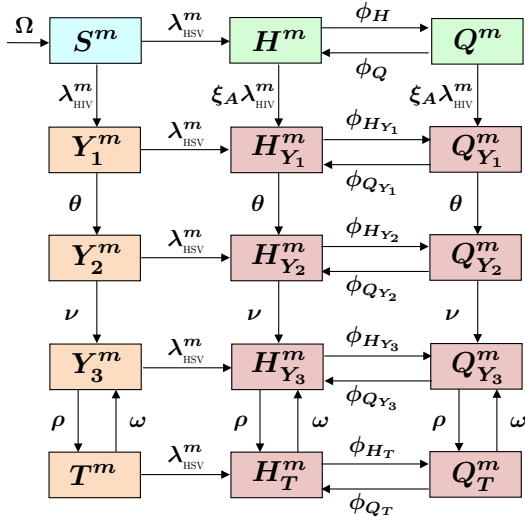 Ω S^m λ^m_HSV H^m φ_H φ_Q Q^m
λ^m_HIV ξ_A λ^m_HIV ξ_A λ^m_HIV
Y_1^m λ^m_HSV H^m_{Y_1} φ_{H_{Y_1}} φ_{Q_{Y_1}} Q^m_{Y_1}
θ θ θ
Y_2^m λ^m_HSV H^m_{Y_2} φ_{H_{Y_2}} φ_{Q_{Y_2}} Q^m_{Y_2}
ν ν ν
Y_3^m λ^m_HSV H^m_{Y_3} φ_{H_{Y_3}} φ_{Q_{Y_3}} Q^m_{Y_3}
ρ ω ρ ω ρ ω
T^m λ^m_HSV H^m_T φ_{H_T} φ_{Q_T} Q^m_T